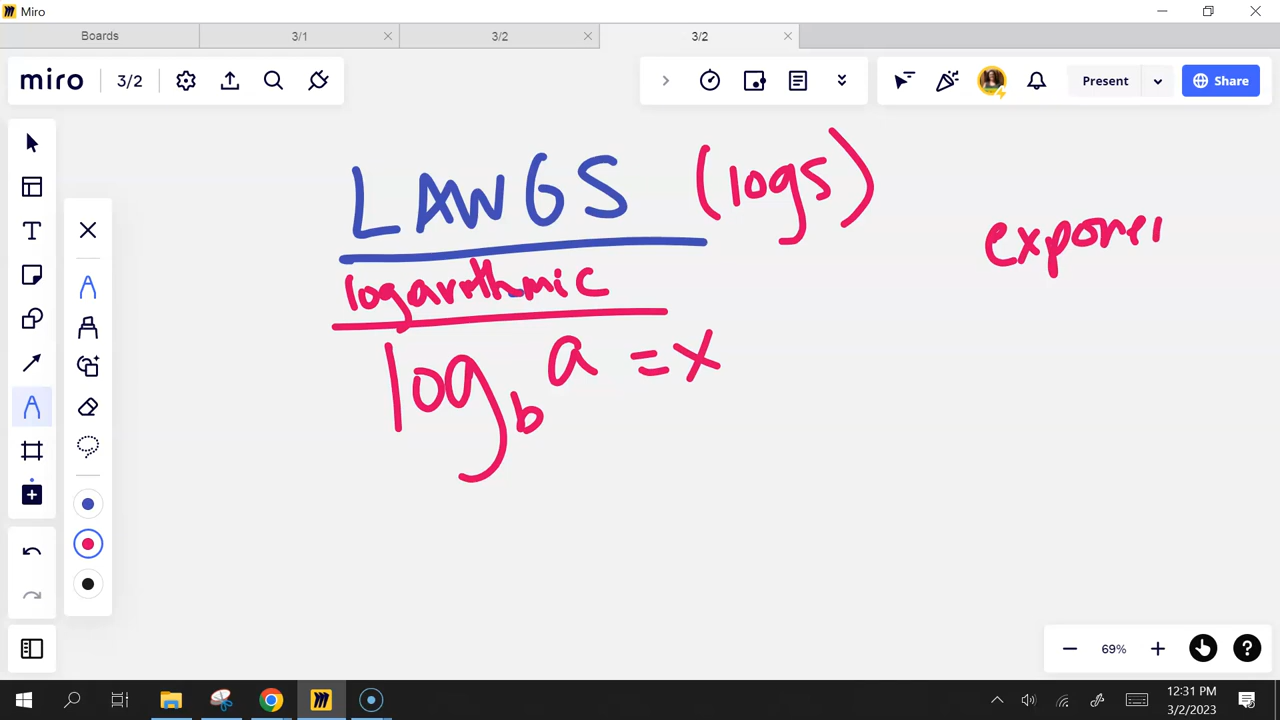 Miro
Boards
3/1
3/2
3/2
miro
3/2
Present
Share
LAWGS (logs)
exponen
logarithmic
log_b a = x
69%
12:31 PM
3/2/2023